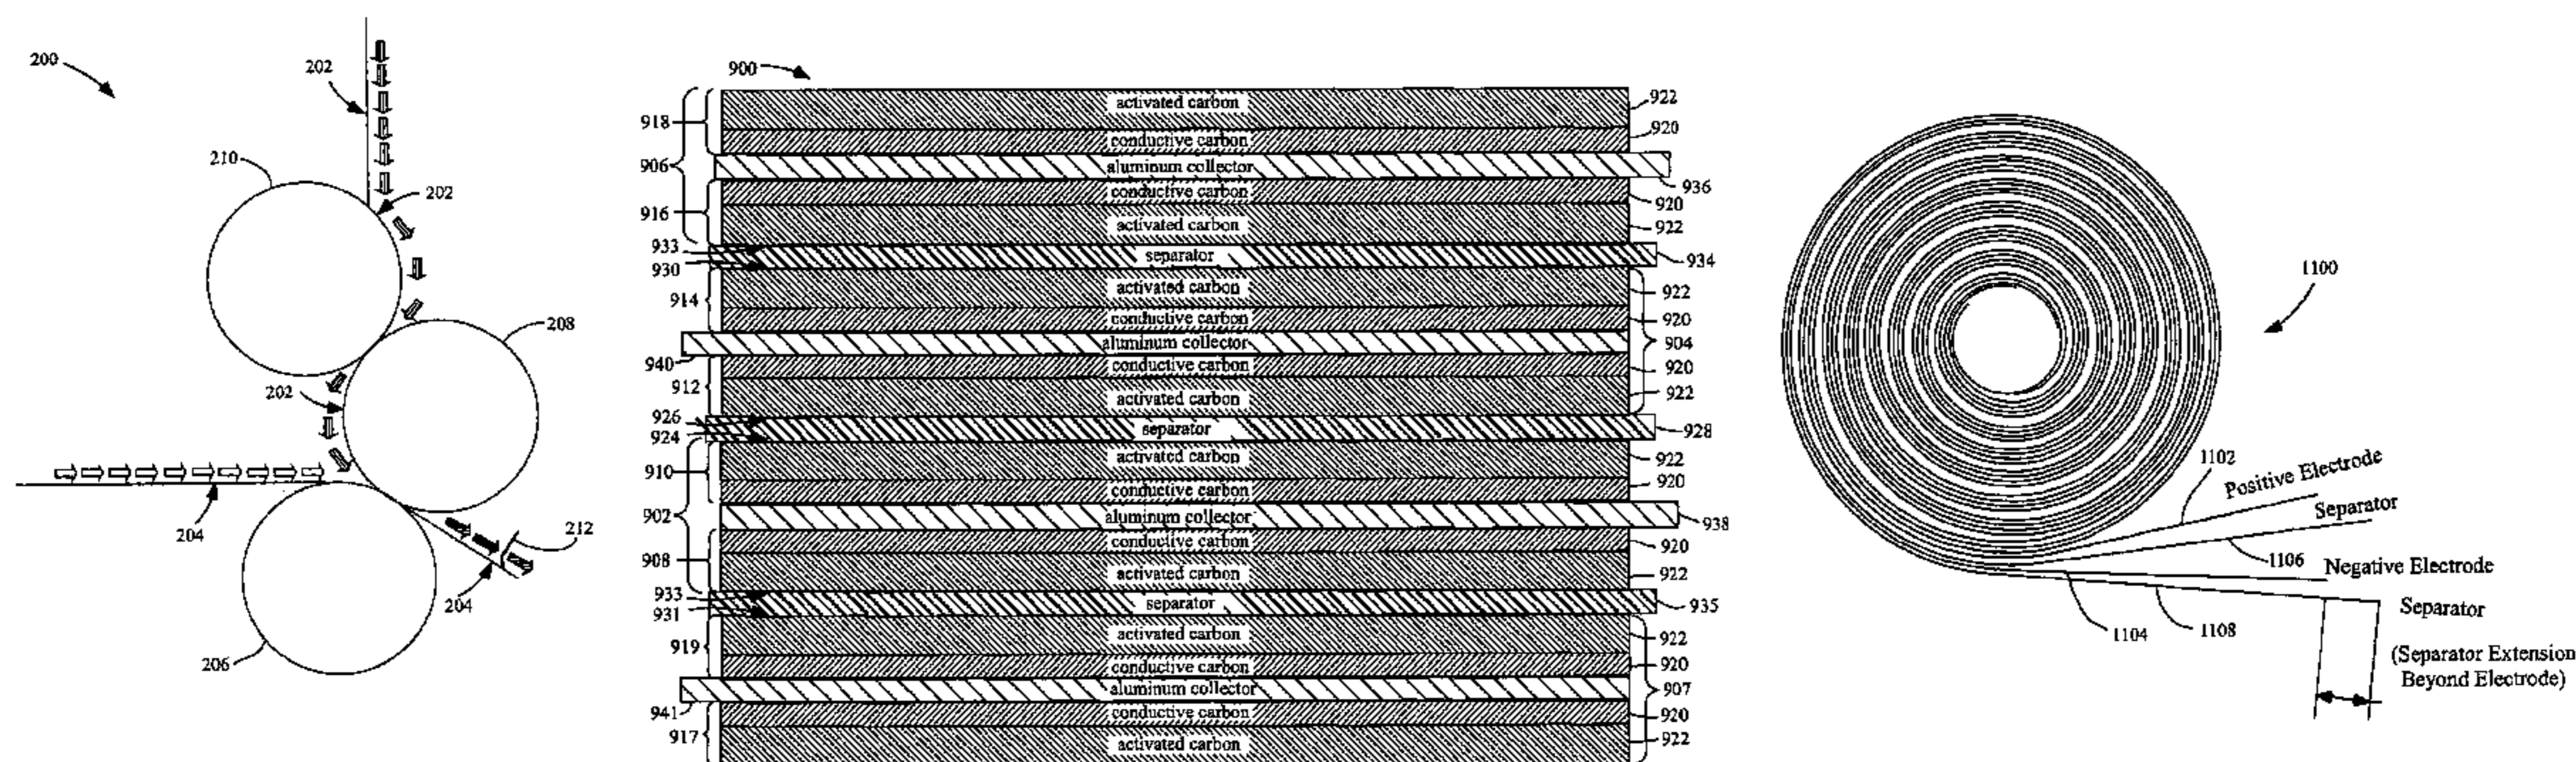 200
202
210
202
208
202
204
212
204
206
900
activated carbon
922
918
conductive carbon
920
906
aluminum collector
936
conductive carbon
920
916
activated carbon
922
933
separator
934
930
activated carbon
922
914
conductive carbon
920
aluminum collector
904
940
conductive carbon
920
912
activated carbon
922
926
separator
928
924
activated carbon
922
910
conductive carbon
920
902
aluminum collector
938
conductive carbon
920
908
activated carbon
922
933
separator
935
931
activated carbon
922
919
conductive carbon
920
aluminum collector
907
941
conductive carbon
920
917
activated carbon
922
1100
1102
Positive Electrode
Separator
1106
Negative Electrode
Separator
1104
1108
(Separator Extension
Beyond Electrode)